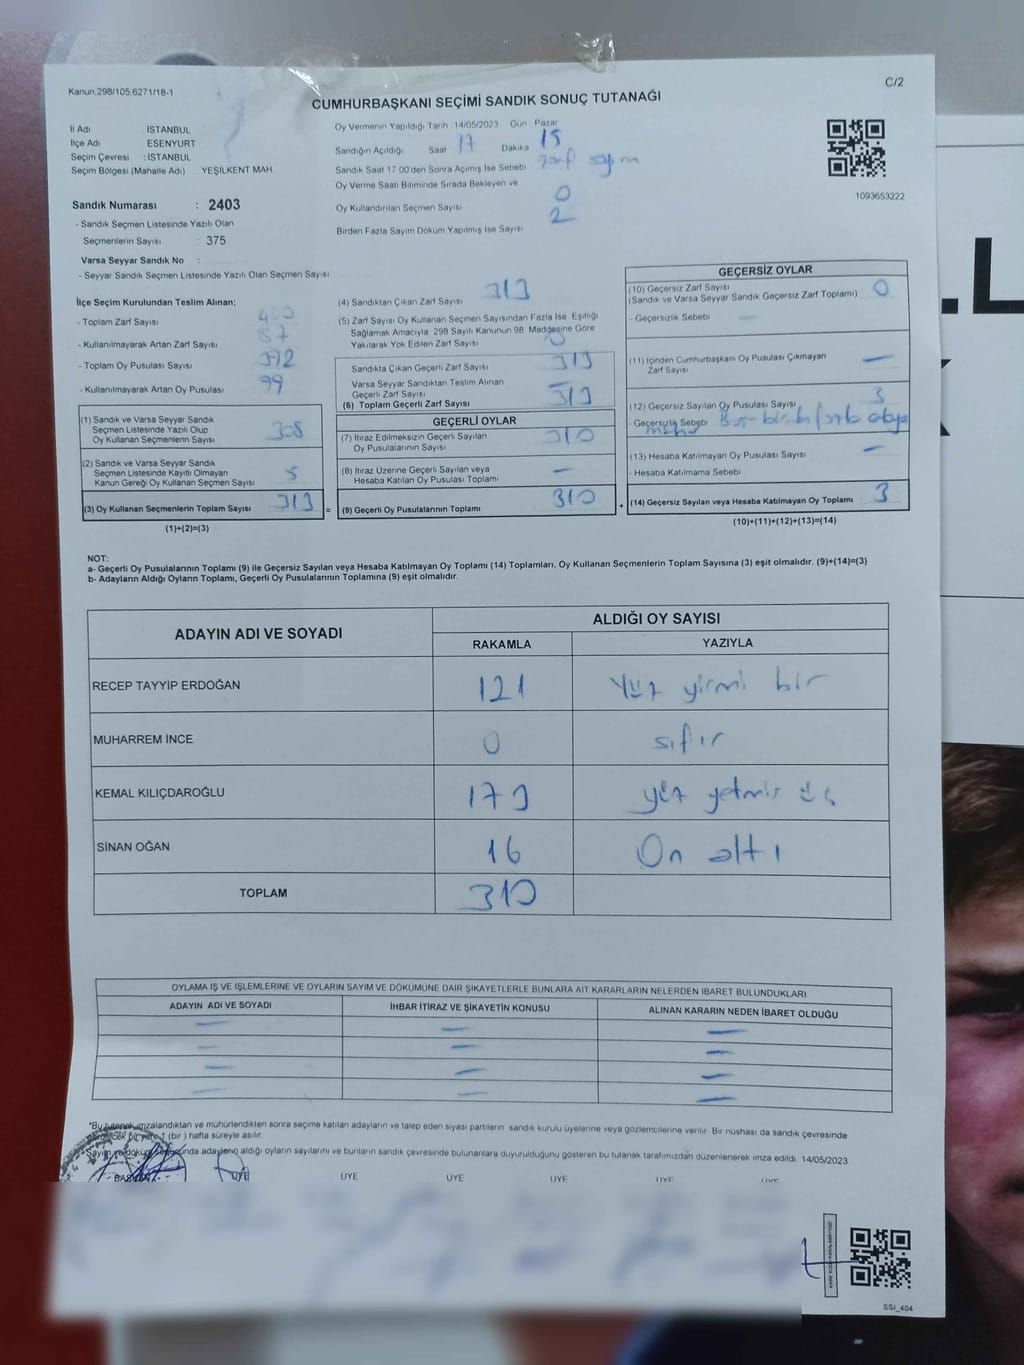 Kanun.298/105.6271/18-1
C/2
CUMHURBAŞKANI SEÇİMİ SANDIK SONUÇ TUTANAĞI
İl Adı İSTANBUL
İlçe Adı ESENYURT
Seçim Çevresi : İSTANBUL
Seçim Bölgesi (Mahalle Adı) YEŞİLKENT MAH
Sandık Numarası : 2403
- Sandık Seçmen Listesinde Yazılı Olan
Seçmenlerin Sayısı : 375
Varsa Seyyar Sandık No :
- Seyyar Sandık Seçmen Listesinde Yazılı Olan Seçmen Sayısı
Oy Vermenin Yapıldığı Tarih 14/05/2023 Gün Pazar
Sandığın Açıldığı Saat 17 Dakika 15
Sandık Saat 17.00'den Sonra Açımış İse Sebebi zarf sayım
Oy Verme Saati Bitiminde Sırada Bekleyen ve
Oy Kullandırılan Seçmen Sayısı 0
Birden Fazla Sayım Döküm Yapılmış İse Sayısı 2
1093653222
İlçe Seçim Kurulundan Teslim Alınan;
- Toplam Zarf Sayısı
- Kullanılmayarak Artan Zarf Sayısı 87
- Toplam Oy Pusulası Sayısı 392
- Kullanılmayarak Artan Oy Pusulası 79
(1) Sandık ve Varsa Seyyar Sandık
Seçmen Listesinde Yazılı Olup
Oy Kullanan Seçmenlerin Sayısı 308
(2) Sandık ve Varsa Seyyar Sandık
Seçmen Listesinde Kayıtlı Olmayan
Kanun Gereği Oy Kullanan Seçmen Sayısı 5
(3) Oy Kullanan Seçmenlerin Toplam Sayısı 313 =
(1)+(2)=(3)
(4) Sandıktan Çıkan Zarf Sayısı 313
(5) Zarf Sayısı Oy Kullanan Seçmen Sayısından Fazla İse, Eşitliği
Sağlamak Amacıyla; 298 Sayılı Kanunun 98. Maddesine Göre
Yakılarak Yok Edilen Zarf Sayısı
Sandıkta Çıkan Geçerli Zarf Sayısı 313
Varsa Seyyar Sandıktan Teslim Alınan
Geçerli Zarf Sayısı
(6) Toplam Geçerli Zarf Sayısı 313
GEÇERLİ OYLAR
(7) İtiraz Edilmeksizin Geçerli Sayılan
Oy Pusulasının Sayısı 310
(8) İtiraz Üzerine Geçerli Sayılan veya
Hesaba Katılan Oy Pusulası Toplamı —
(9) Geçerli Oy Pusulalarının Toplamı 310 +
GEÇERSİZ OYLAR
(10) Geçersiz Zarf Sayısı
(Sandık ve Varsa Seyyar Sandık Geçersiz Zarf Toplamı) 0
- Geçersizlik Sebebi —
(11) İçinden Cumhurbaşkanı Oy Pusulası Çıkmayan
Zarf Sayısı —
(12) Geçersiz Sayılan Oy Pusulası Sayısı 3
- Geçersizlik Sebebi
(13) Hesaba Katılmayan Oy Pusulası Sayısı —
- Hesaba Katılmama Sebebi
(14) Geçersiz Sayılan veya Hesaba Katılmayan Oy Toplamı 3
(10)+(11)+(12)+(13)=(14)
NOT:
a- Geçerli Oy Pusulalarının Toplamı (9) ile Geçersiz Sayılan veya Hesaba Katılmayan Oy Toplamı (14) Toplamları, Oy Kullanan Seçmenlerin Toplam Sayısına (3) eşit olmalıdır. (9)+(14)=(3)
b- Adayların Aldığı Oyların Toplamı, Geçerli Oy Pusulalarının Toplamına (9) eşit olmalıdır.
ADAYIN ADI VE SOYADI ALDIĞI OY SAYISI
RAKAMLA YAZIYLA
RECEP TAYYİP ERDOĞAN 121 Yüz yirmi bir
MUHARREM İNCE 0 sıfır
KEMAL KILIÇDAROĞLU 173 yüz yetmiş üç
SİNAN OĞAN 16 On altı
TOPLAM 310
OYLAMA İŞ VE İŞLEMLERİNE VE OYLARIN SAYIM VE DÖKÜMÜNE DAİR ŞİKAYETLERLE BUNLARA AİT KARARLARIN NELERDEN İBARET BULUNDUKLARI
ADAYIN ADI VE SOYADI İHBAR İTİRAZ VE ŞİKAYETİN KONUSU ALINAN KARARIN NEDEN İBARET OLDUĞU
— — —
— — —
— — —
— — —
*Bu tutanak imzalandıktan ve mühürlendikten sonra seçime katılan adayların ve talep eden siyasi partilerin sandık kurulu üyelerine veya gözlemcilerine verilir. Bir nüshası da sandık çevresinde
bir yere 1 (bir) hafta süreyle asılır.
Sayım ve döküm adayların aldığı oyların sayılarını ve bunların sandık çevresinde bulunanlara duyurulduğunu gösteren bu tutanak tarafımızdan düzenlenerek imza edildi. 14/05/2023
BAŞKAN ÜYE ÜYE ÜYE ÜYE ÜYE ÜYE
SSI_404
.L
K